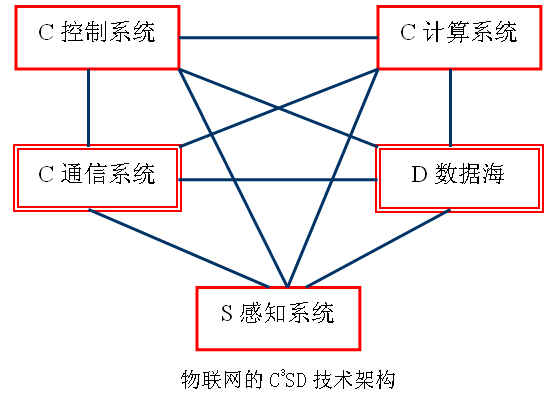 C 控制系统
C 计算系统
C 通信系统
D 数据海
S 感知系统
物联网的 C³SD 技术架构